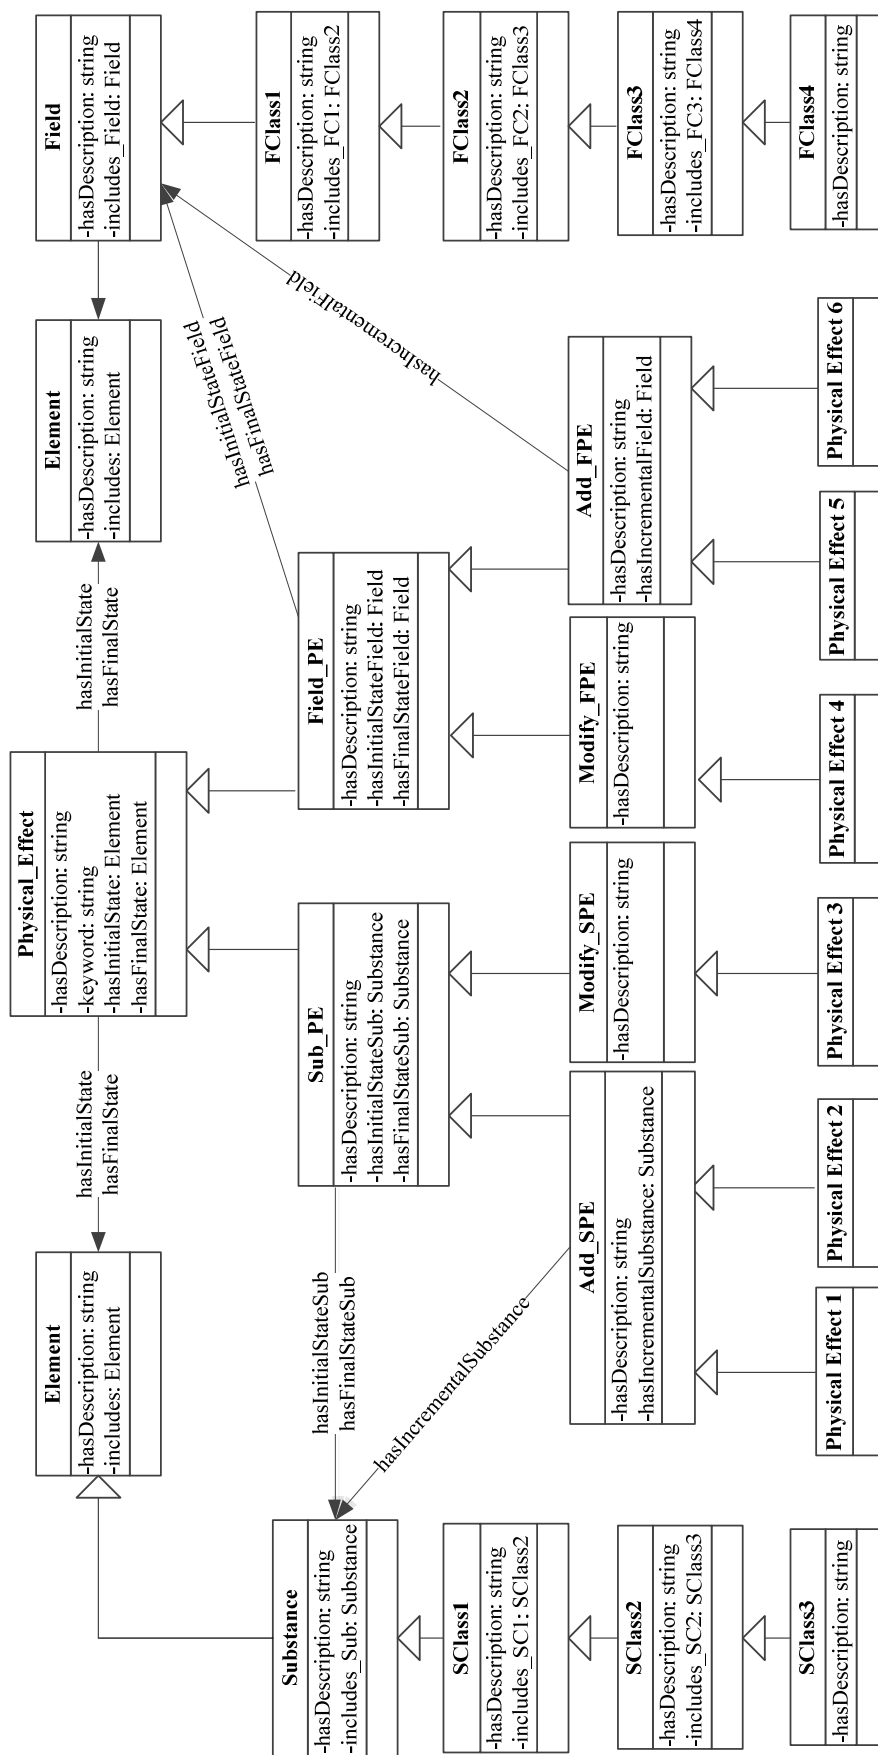 Physical_Effect
-hasDescription: string
-keyword: string
-hasInitialState: Element
-hasFinalState: Element
hasInitialState
hasFinalState
hasInitialState
hasFinalState
Element
-hasDescription: string
-includes: Element
Element
-hasDescription: string
-includes: Element
Field
-hasDescription: string
-includes_Field: Field
Substance
-hasDescription: string
-includes_Sub: Substance
hasInitialStateSub
hasFinalStateSub
Sub_PE
-hasDescription: string
-hasInitialStateSub: Substance
-hasFinalStateSub: Substance
Field_PE
-hasDescription: string
-hasInitialStateField: Field
-hasFinalStateField: Field
hasInitialStateField
hasFinalStateField
FClass1
-hasDescription: string
-includes_FC1: FClass2
hasIncrementalSubstance
hasIncrementalField
SClass1
-hasDescription: string
-includes_SC1: SClass2
Add_SPE
-hasDescription: string
-hasIncrementalSubstance: Substance
Modify_SPE
-hasDescription: string
Modify_FPE
-hasDescription: string
Add_FPE
-hasDescription: string
-hasIncrementalField: Field
FClass2
-hasDescription: string
-includes_FC2: FClass3
SClass2
-hasDescription: string
-includes_SC2: SClass3
FClass3
-hasDescription: string
-includes_FC3: FClass4
SClass3
-hasDescription: string
Physical Effect 1
Physical Effect 2
Physical Effect 3
Physical Effect 4
Physical Effect 5
Physical Effect 6
FClass4
-hasDescription: string